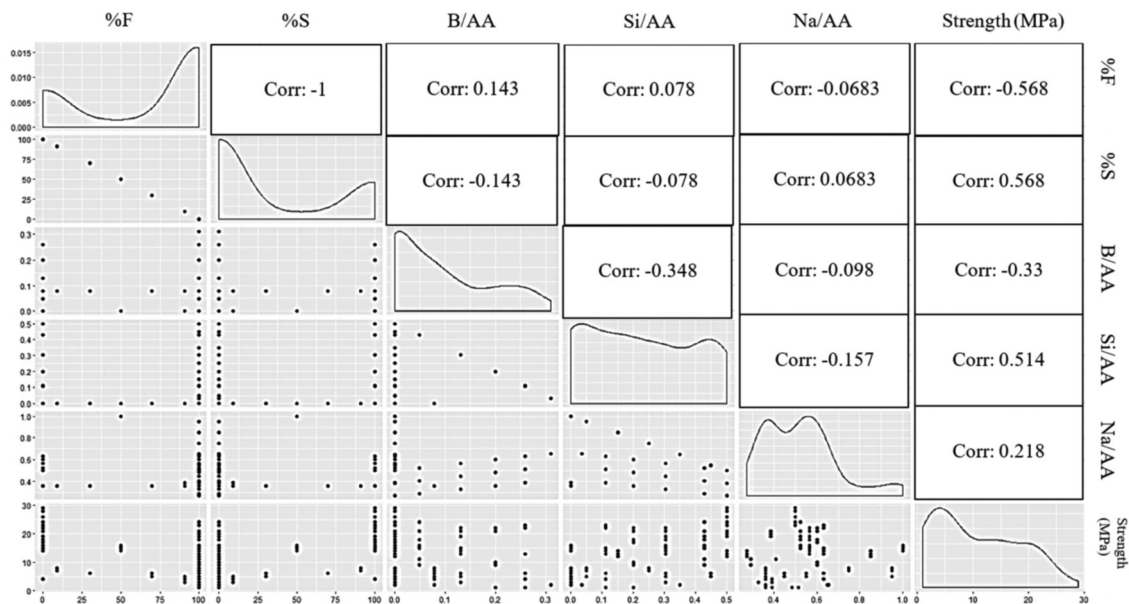 %F %S B/AA Si/AA Na/AA Strength (MPa)
0.015
0.010
0.005
0.000
Corr: -1 Corr: 0.143 Corr: 0.078 Corr: -0.0683 Corr: -0.568
%F
100
75
50
25
0
Corr: -0.143 Corr: -0.078 Corr: 0.0683 Corr: 0.568
%S
0.3
0.2
0.1
0.0
Corr: -0.348 Corr: -0.098 Corr: -0.33
B/AA
0.5
0.4
0.3
0.2
0.1
0.0
Corr: -0.157 Corr: 0.514
Si/AA
1.0
0.8
0.6
0.4
Corr: 0.218
Na/AA
30
20
10
0
Strength
(MPa)
0 25 50 75 100 0 25 50 75 100 0.0 0.1 0.2 0.3 0.0 0.1 0.2 0.3 0.4 0.5 0.4 0.6 0.8 1.0 0 10 20 30